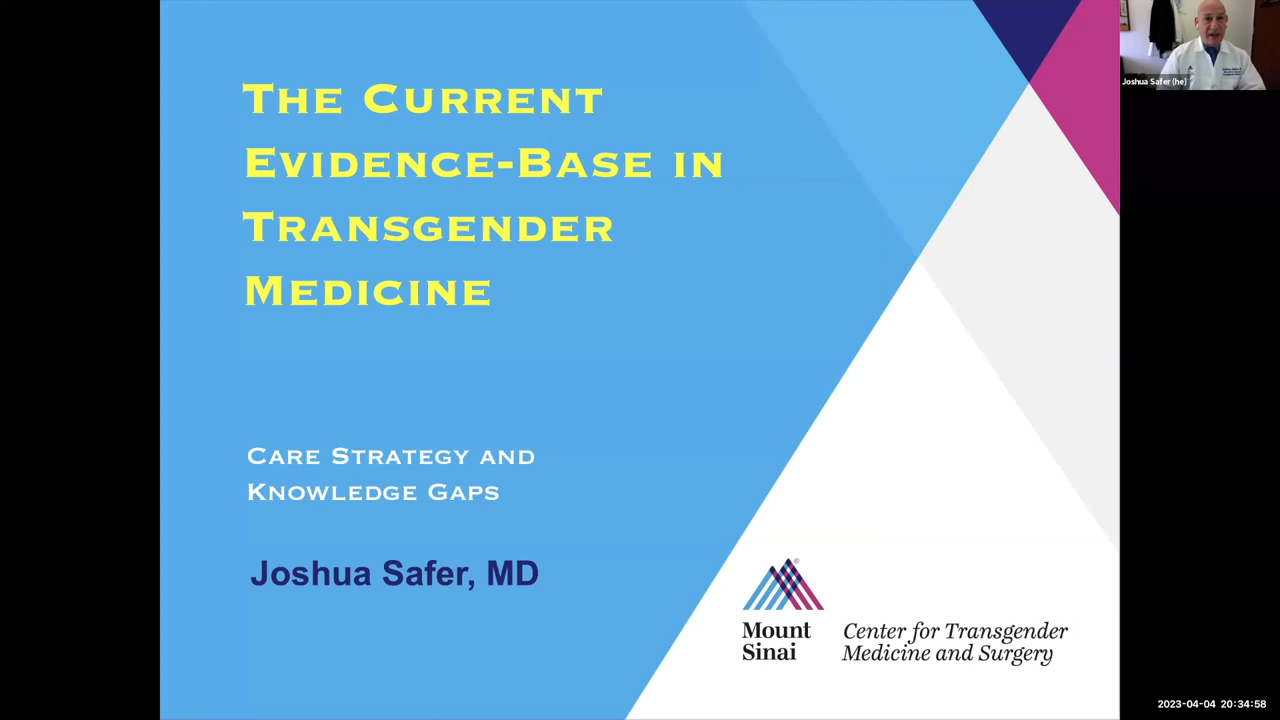 THE CURRENT
EVIDENCE-BASE IN
TRANSGENDER
MEDICINE
CARE STRATEGY AND
KNOWLEDGE GAPS
Joshua Safer, MD
Mount
Sinai
®
Center for Transgender
Medicine and Surgery
Joshua Safer (he)
2023-04-04 20:34:58